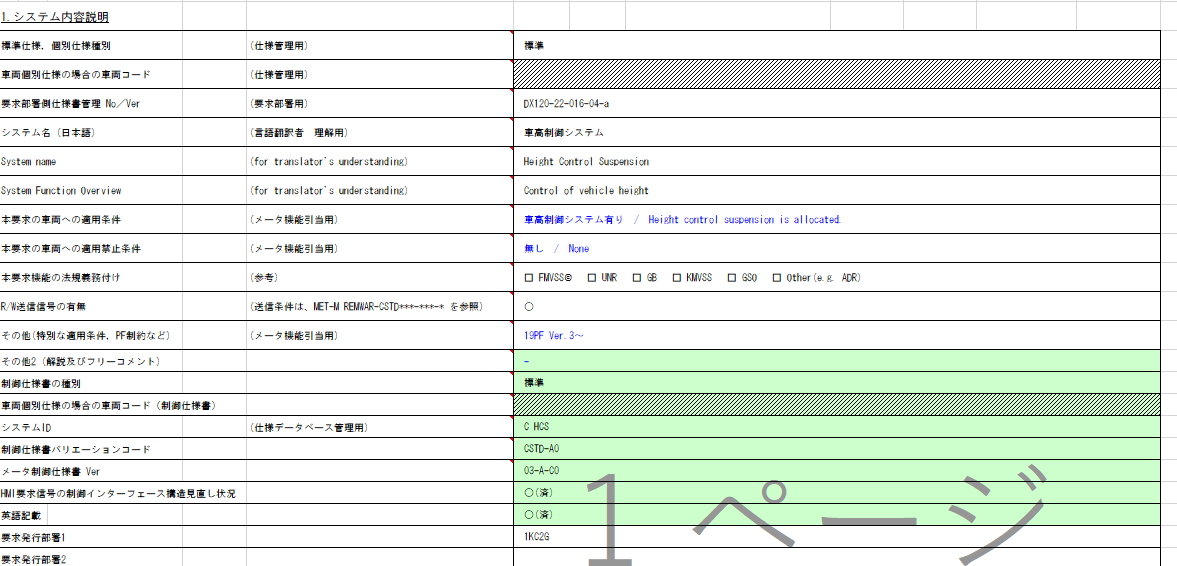 1. システム内容説明
標準仕様，個別仕様種別 (仕様管理用) 標準
車両個別仕様の場合の車両コード (仕様管理用)
要求部署側仕様書管理 No／Ver (要求部署用) DX120-22-016-04-a
システム名（日本語） (言語翻訳者　理解用) 車高制御システム
System name (for translator's understanding) Height Control Suspension
System Function Overview (for translator's understanding) Control of vehicle height
本要求の車両への適用条件 (メータ機能引当用) 車高制御システム有り / Height control suspension is allocated.
本要求の車両への適用禁止条件 (メータ機能引当用) 無し / None
本要求機能の法規義務付け (参考) □ FMVSS© □ UNR □ GB □ KMVSS □ GSO □ Other(e.g. ADR)
R/W送信信号の有無 (送信条件は、MET-M_REMWAR-CSTD***-***-* を参照) ○
その他(特別な適用条件，PF制約など) (メータ機能引当用) 19PF Ver.3～
その他2（解説及びフリーコメント） -
制御仕様書の種別 標準
車両個別仕様の場合の車両コード（制御仕様書）
システムID (仕様データベース管理用) C_HCS
制御仕様書バリエーションコード CSTD-A0
メータ制御仕様書 Ver 03-A-C0
HMI要求信号の制御インターフェース構造見直し状況 ○(済)
英語記載 ○(済)
要求発行部署1 1KC2G
要求発行部署2
1 ページ